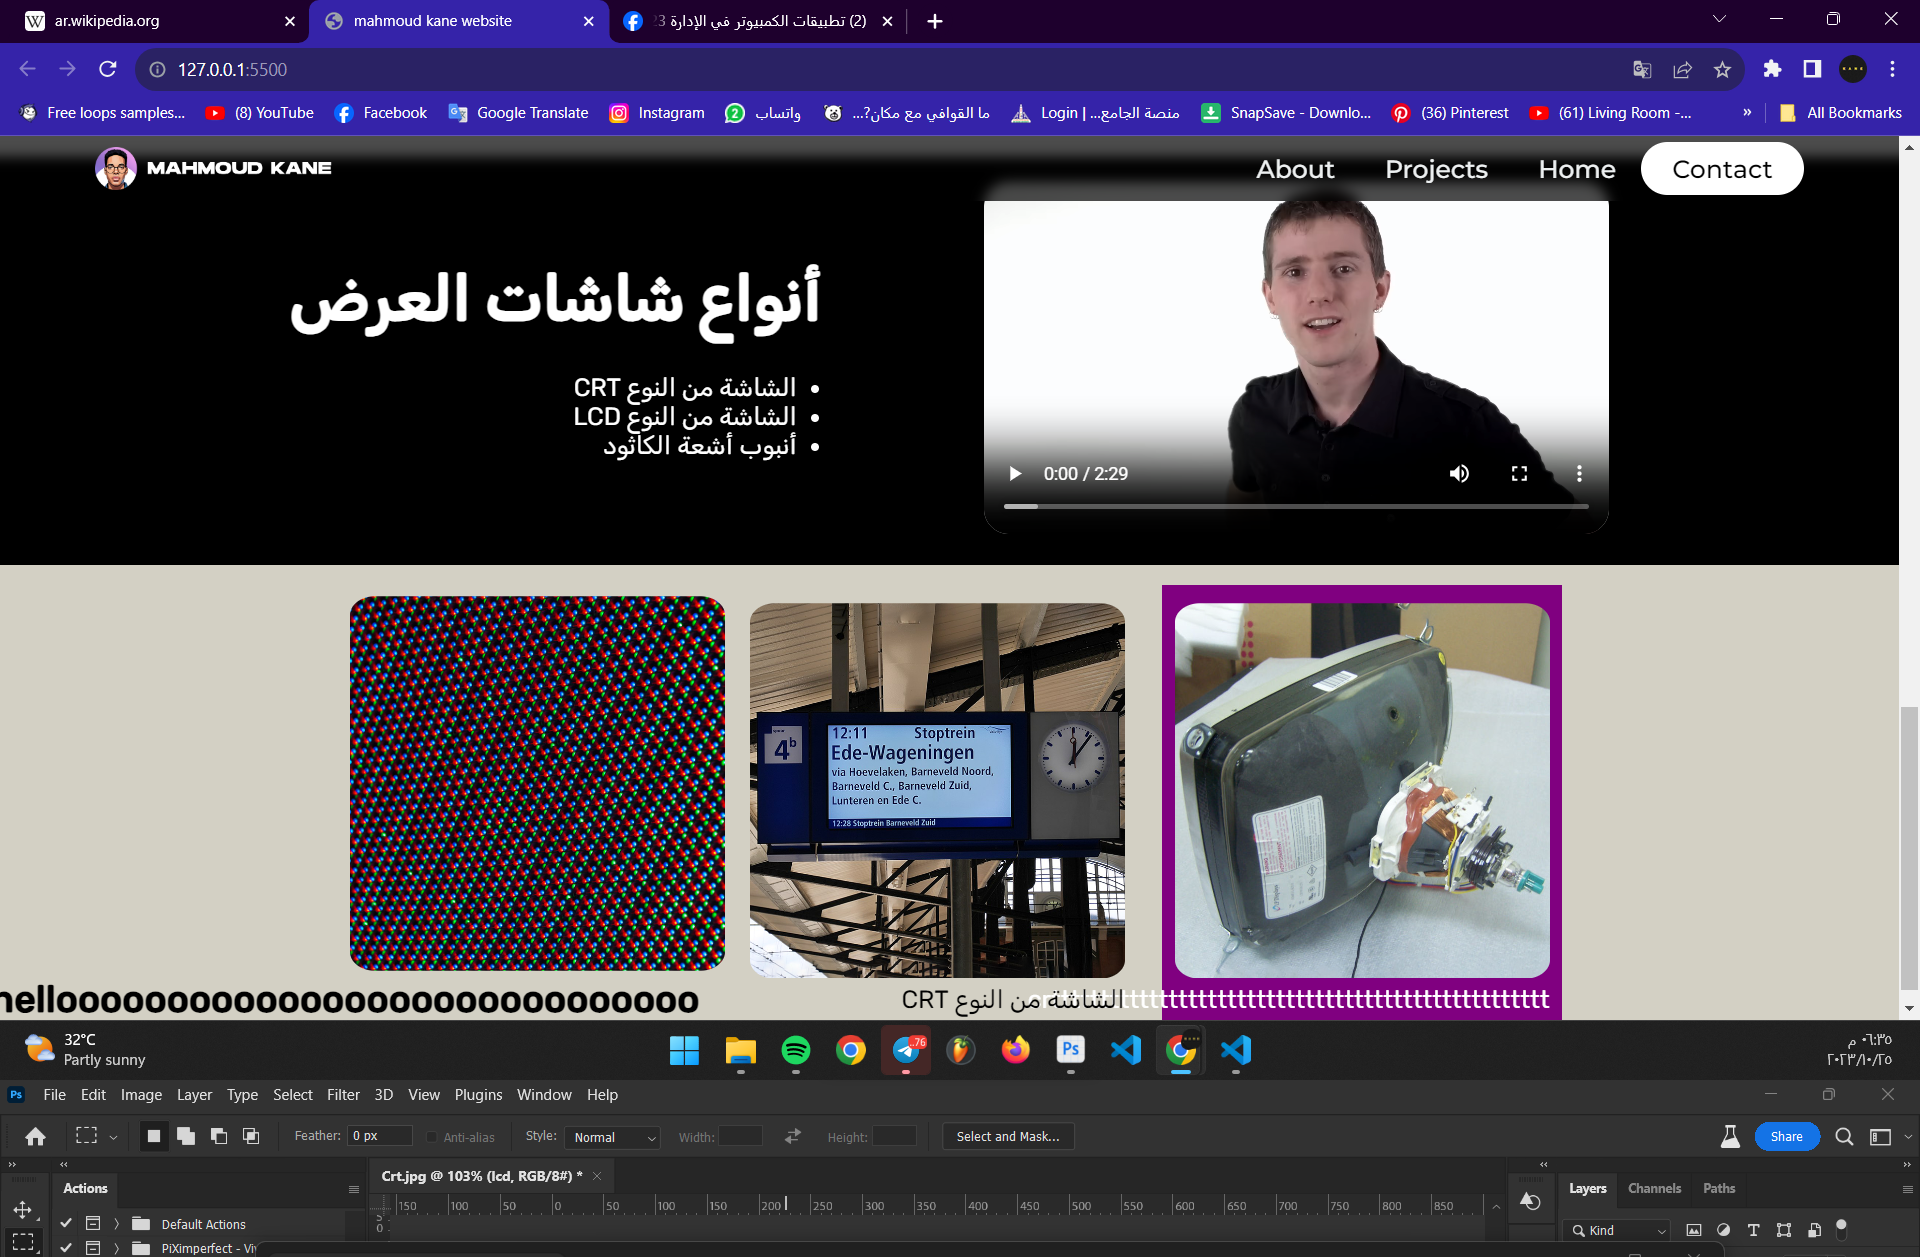 ar.wikipedia.org
mahmoud kane website
(2) تطبيقات الكمبيوتر في الإدارة 23
127.0.0.1:5500
Free loops samples...
(8) YouTube
Facebook
Google Translate
Instagram
واتساب
ما القوافي مع مكان?...
Login | ...منصة الجامع
SnapSave - Downlo...
(36) Pinterest
(61) Living Room -...
»
All Bookmarks
MAHMOUD KANE
About
Projects
Home
Contact
أنواع شاشات العرض
الشاشة من النوع CRT
الشاشة من النوع LCD
أنبوب أشعة الكاثود
0:00 / 2:29
4b
12:11 Stoptrein
Ede-Wageningen
via Hoevelaken, Barneveld Noord,
Barneveld C., Barneveld Zuid,
Lunteren en Ede C.
12:28 Stoptrein Barneveld Zuid
الشاشة من النوع CRT
32°C
Partly sunny
..76
Ps
٠٦:٣٥ م
٢٠٢٣/١٠/٢٥
Ps File Edit Image Layer Type Select Filter 3D View Plugins Window Help
Feather: 0 px
Anti-alias
Style: Normal
Width:
Height:
Select and Mask...
Share
Actions
Crt.jpg @ 103% (lcd, RGB/8#) *
Layers
Channels
Paths
150 100 50 0 50 100 150 200 250 300 350 400 450 500 550 600 650 700 750 800 850
Default Actions
Kind